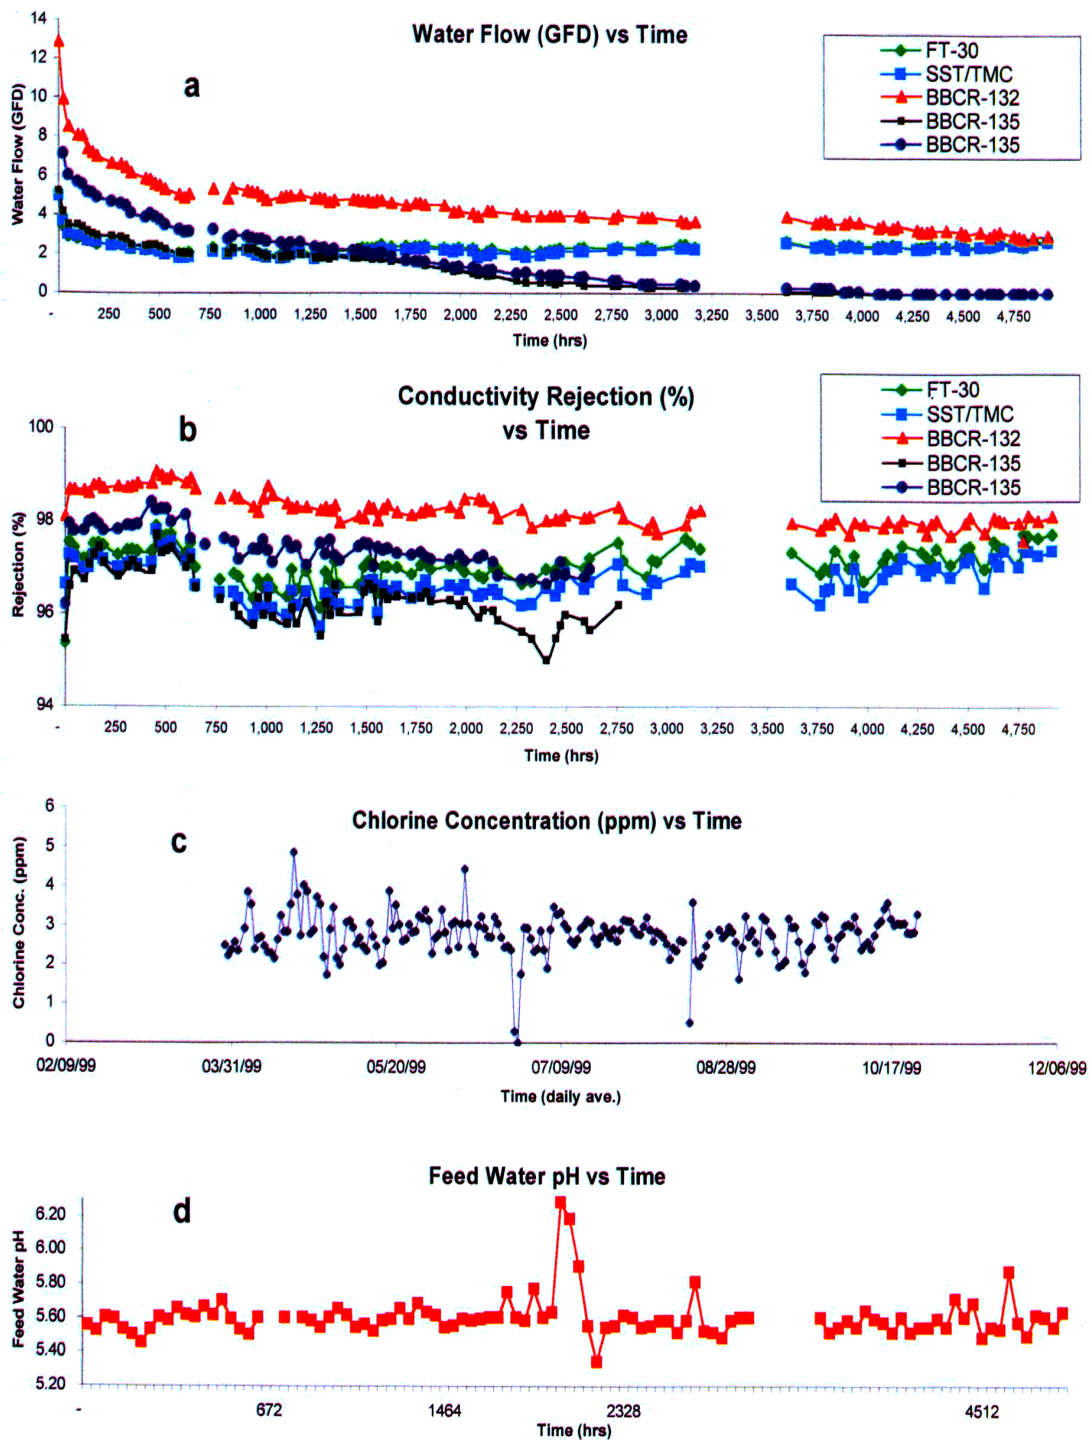 Water Flow (GFD) vs Time
a
FT-30
SST/TMC
BBCR-132
BBCR-135
BBCR-135
Water Flow (GFD)
14
12
10
8
6
4
2
0
- 250 500 750 1,000 1,250 1,500 1,750 2,000 2,250 2,500 2,750 3,000 3,250 3,500 3,750 4,000 4,250 4,500 4,750
Time (hrs)
Conductivity Rejection (%)
vs Time
b
FT-30
SST/TMC
BBCR-132
BBCR-135
BBCR-135
Rejection (%)
100
98
96
94
- 250 500 750 1,000 1,250 1,500 1,750 2,000 2,250 2,500 2,750 3,000 3,250 3,500 3,750 4,000 4,250 4,500 4,750
Time (hrs)
Chlorine Concentration (ppm) vs Time
c
Chlorine Conc. (ppm)
6
5
4
3
2
1
0
02/09/99 03/31/99 05/20/99 07/09/99 08/28/99 10/17/99 12/06/99
Time (daily ave.)
Feed Water pH vs Time
d
Feed Water pH
6.20
6.00
5.80
5.60
5.40
5.20
- 672 1464 2328 4512
Time (hrs)